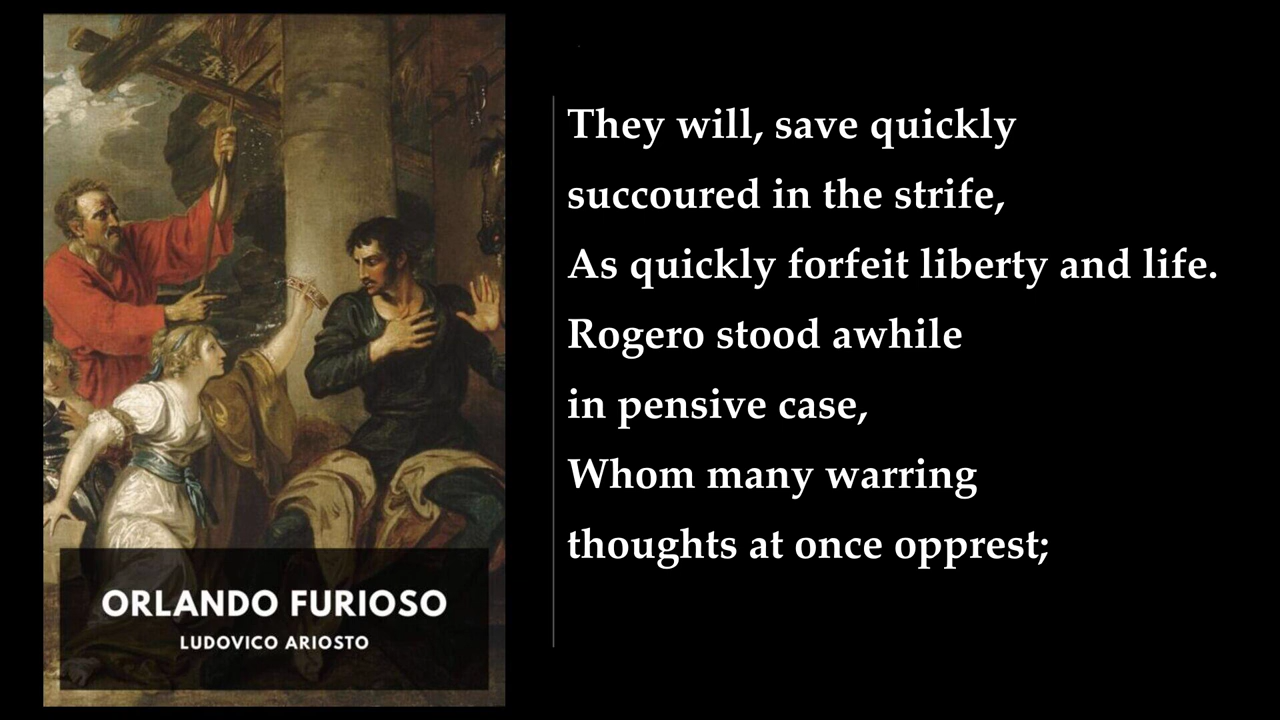 They will, save quickly
succoured in the strife,
As quickly forfeit liberty and life.
Rogero stood awhile
in pensive case,
Whom many warring
thoughts at once opprest;
ORLANDO FURIOSO
LUDOVICO ARIOSTO